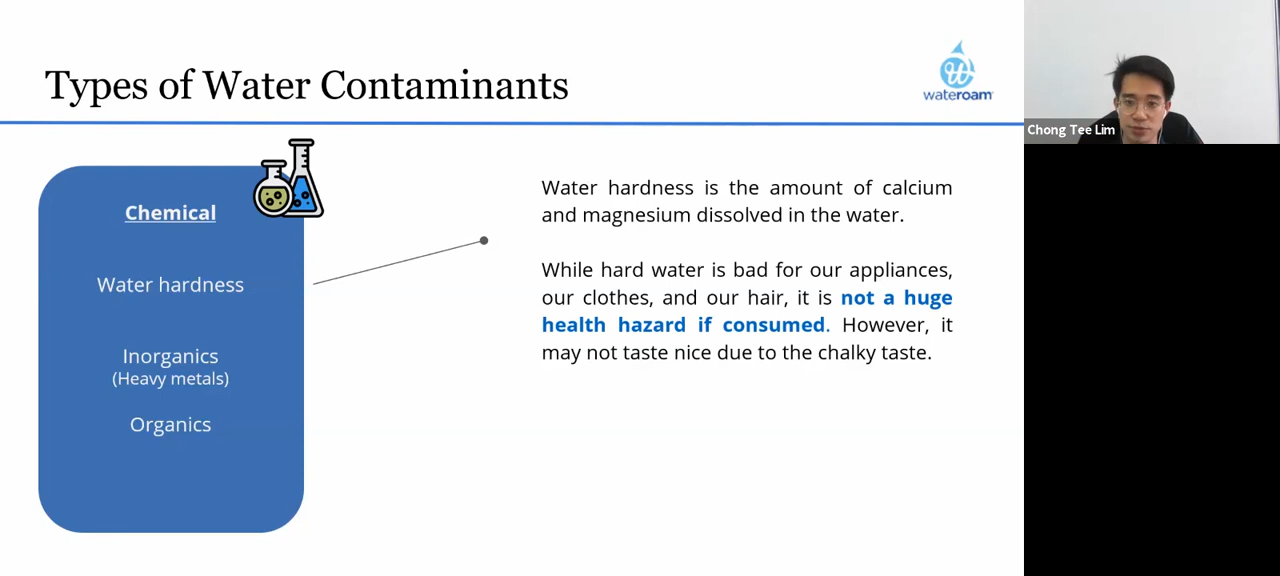 Types of Water Contaminants
wateroam
Chong Tee Lim
Chemical
Water hardness
Inorganics
(Heavy metals)
Organics
Water hardness is the amount of calcium
and magnesium dissolved in the water.
While hard water is bad for our appliances,
our clothes, and our hair, it is not a huge
health hazard if consumed. However, it
may not taste nice due to the chalky taste.